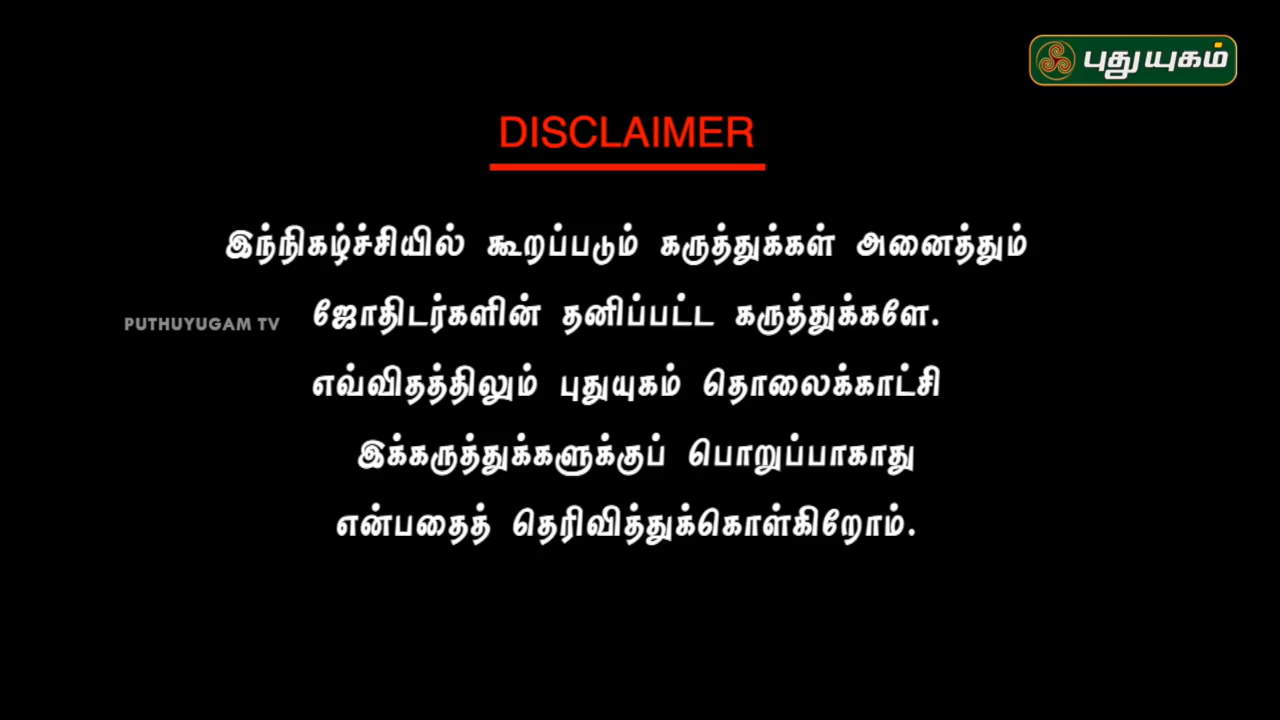 புதுயுகம்
DISCLAIMER
இந்நிகழ்ச்சியில் கூறப்படும் கருத்துக்கள் அனைத்தும்
PUTHUYUGAM TV
ஜோதிடர்களின் தனிப்பட்ட கருத்துக்களே.
எவ்விதத்திலும் புதுயுகம் தொலைக்காட்சி
இக்கருத்துக்களுக்குப் பொறுப்பாகாது
என்பதைத் தெரிவித்துக்கொள்கிறோம்.